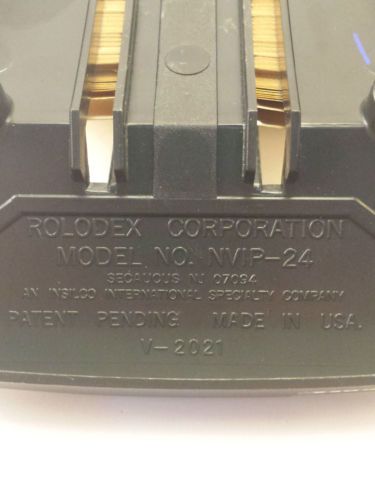 ROLODEX CORPORATION
MODEL NO. NVIP-24
SECAUCUS NJ 07094
AN INSILCO INTERNATIONAL SPECIALTY COMPANY
PATENT PENDING MADE IN USA.
V-2021